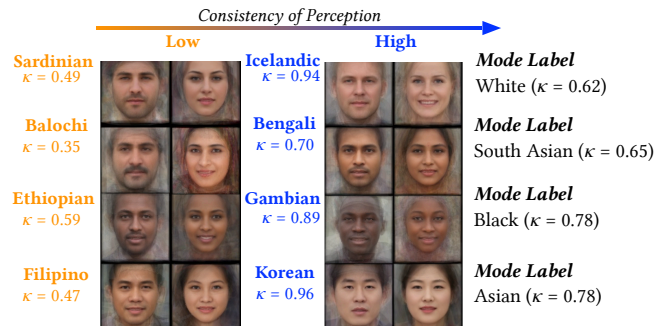 Consistency of Perception
Low High
Sardinian
κ = 0.49
Icelandic
κ = 0.94
Mode Label
White (κ = 0.62)
Balochi
κ = 0.35
Bengali
κ = 0.70
Mode Label
South Asian (κ = 0.65)
Ethiopian
κ = 0.59
Gambian
κ = 0.89
Mode Label
Black (κ = 0.78)
Filipino
κ = 0.47
Korean
κ = 0.96
Mode Label
Asian (κ = 0.78)